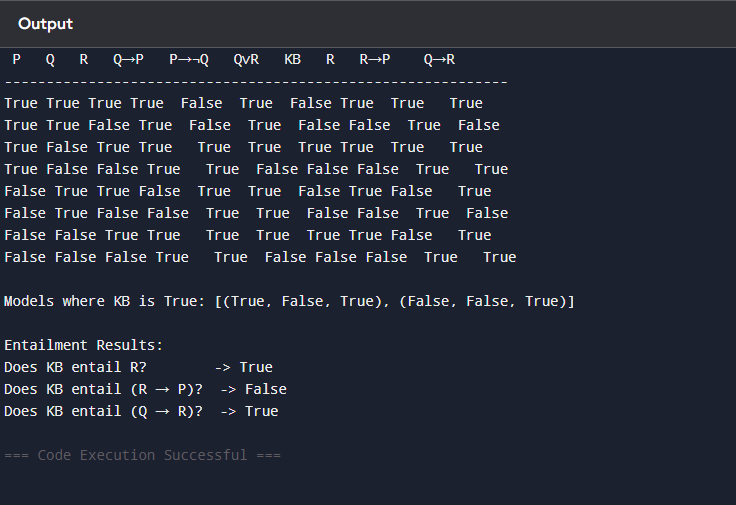 Output
P   Q   R   Q→P   P→¬Q   Q∨R   KB   R   R→P    Q→R
------------------------------------------------------------
True True True True  False  True  False True  True   True
True True False True  False  True  False False  True  False
True False True True   True  True  True True  True   True
True False False True   True  False False False  True   True
False True True False  True  True  False True False   True
False True False False  True  True  False False  True  False
False False True True   True  True  True True False   True
False False False True   True  False False False  True   True
Models where KB is True: [(True, False, True), (False, False, True)]
Entailment Results:
Does KB entail R?        -> True
Does KB entail (R → P)?  -> False
Does KB entail (Q → R)?  -> True
=== Code Execution Successful ===